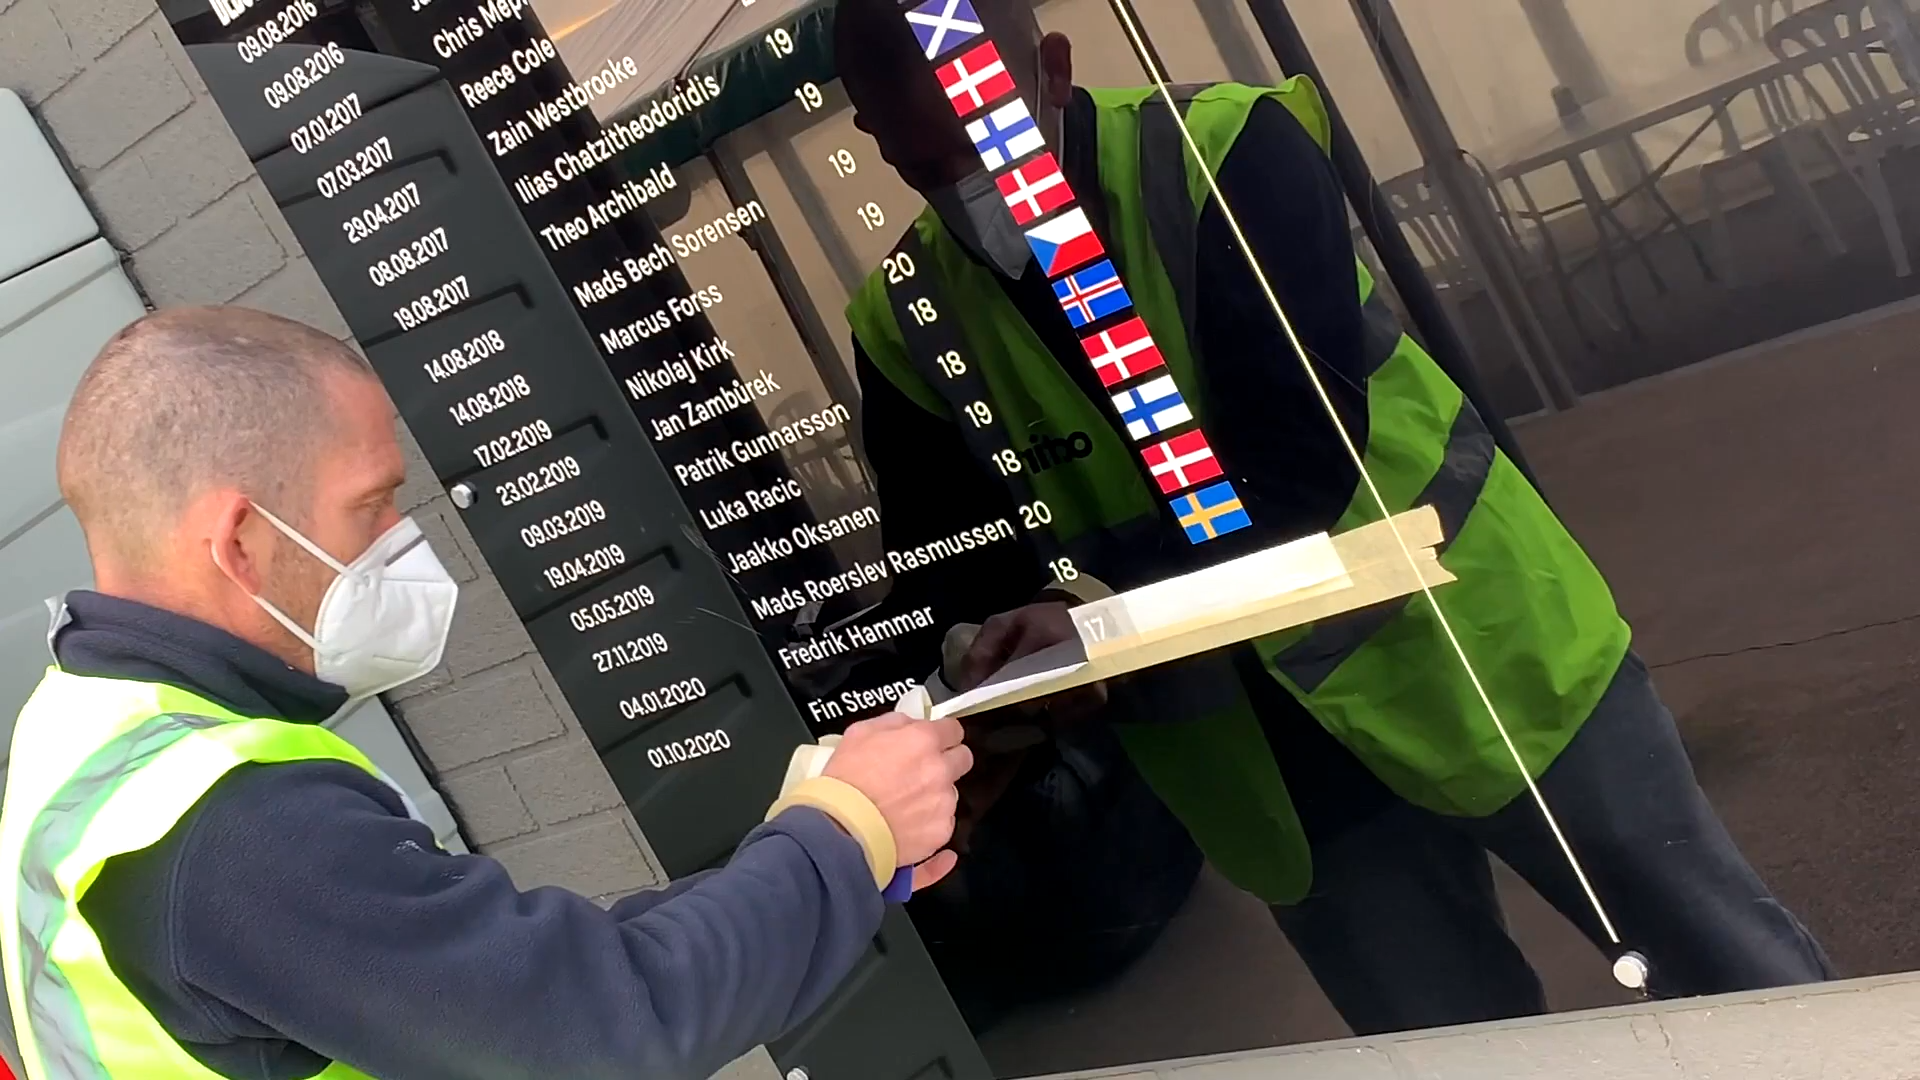 09.08.2016
09.08.2016
07.01.2017 Chris Mep
07.03.2017 Reece Cole
29.04.2017 Zain Westbrooke
08.08.2017 Ilias Chatzitheodoridis 19
19.08.2017 Theo Archibald 19
14.08.2018 Mads Bech Sorensen 19
14.08.2018 Marcus Forss 19
17.02.2019 Nikolaj Kirk 20
23.02.2019 Jan Zambůrek 18
09.03.2019 Patrik Gunnarsson 18
19.04.2019 Luka Racic 19
05.05.2019 Jaakko Oksanen 18
27.11.2019 Mads Roerslev Rasmussen 20
04.01.2020 Fredrik Hammar 18
01.10.2020 Fin Stevens 17